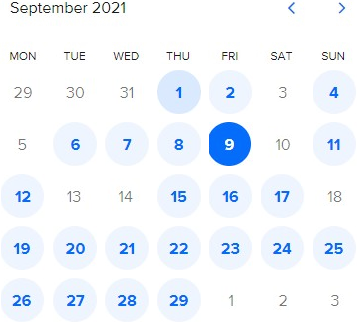 September 2021
MON TUE WED THU FRI SAT SUN
29 30 31 1 2 3 4
5 6 7 8 9 10 11
12 13 14 15 16 17 18
19 20 21 22 23 24 25
26 27 28 29 1 2 3